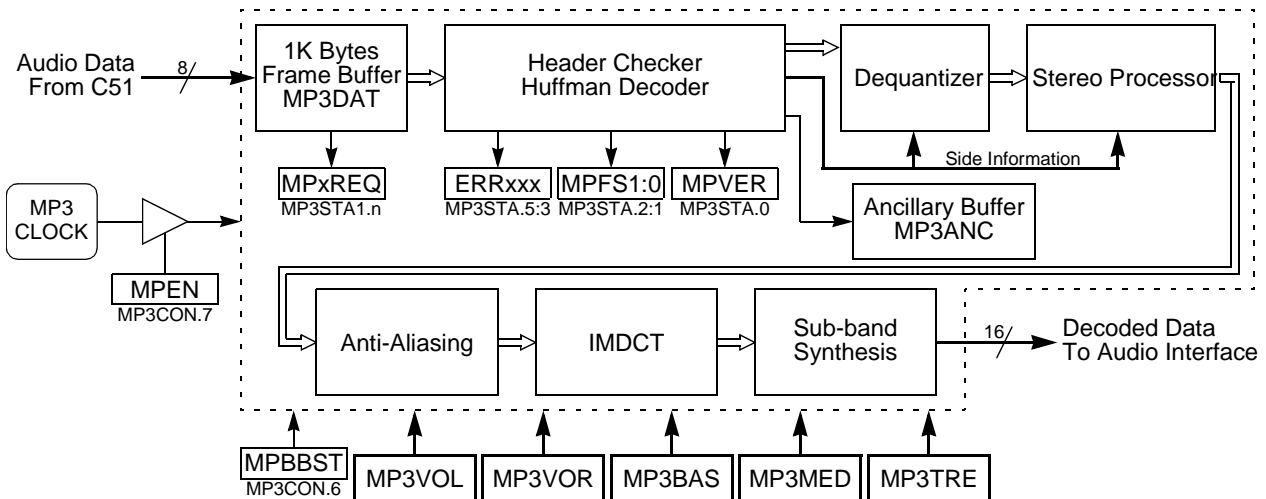 Audio Data
From C51
8
1K Bytes
Frame Buffer
MP3DAT
Header Checker
Huffman Decoder
Dequantizer
Stereo Processor
Side Information
MPxREQ
MP3STA1.n
ERRxxx
MP3STA.5:3
MPFS1:0
MP3STA.2:1
MPVER
MP3STA.0
Ancillary Buffer
MP3ANC
MP3
CLOCK
MPEN
MP3CON.7
Anti-Aliasing
IMDCT
Sub-band
Synthesis
16
Decoded Data
To Audio Interface
MPBBST
MP3CON.6
MP3VOL
MP3VOR
MP3BAS
MP3MED
MP3TRE